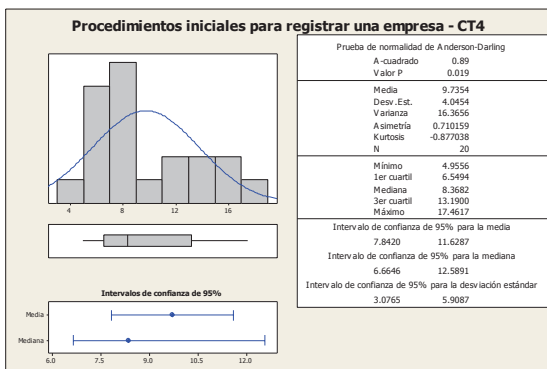 Procedimientos iniciales para registrar una empresa - CT4
4 8 12 16
Intervalos de confianza de 95%
Media
Mediana
6.0 7.5 9.0 10.5 12.0
Prueba de normalidad de Anderson-Darling
A-cuadrado 0.89
Valor P 0.019
Media 9.7354
Desv.Est. 4.0454
Varianza 16.3656
Asimetría 0.710159
Kurtosis -0.877038
N 20
Mínimo 4.9556
1er cuartil 6.5494
Mediana 8.3682
3er cuartil 13.1900
Máximo 17.4617
Intervalo de confianza de 95% para la media
7.8420 11.6287
Intervalo de confianza de 95% para la mediana
6.6646 12.5891
Intervalo de confianza de 95% para la desviación estándar
3.0765 5.9087